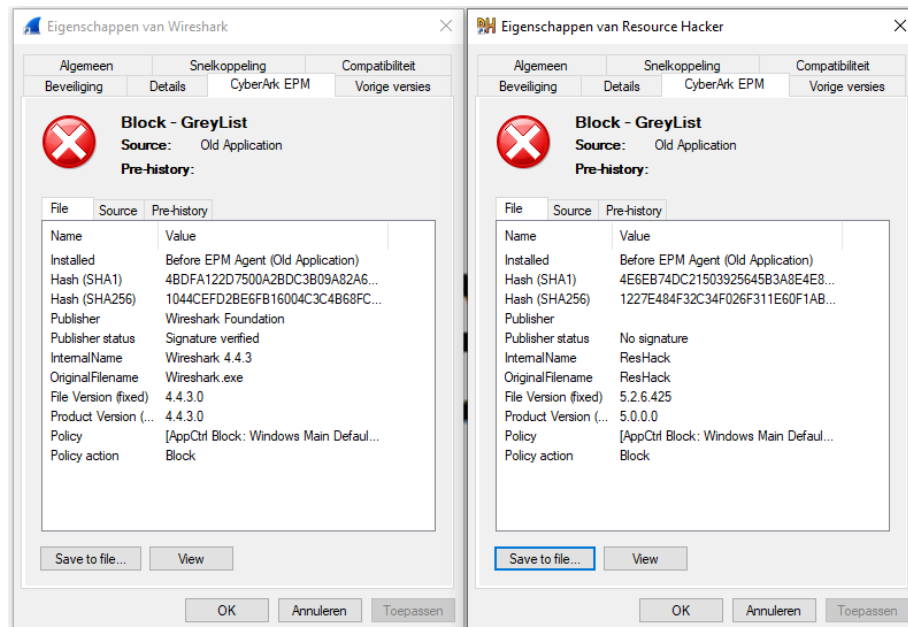 Eigenschappen van Wireshark
Algemeen Snelkoppeling Compatibiliteit
Beveiliging Details CyberArk EPM Vorige versies
Block - GreyList
Source: Old Application
Pre-history:
File Source Pre-history
Name Value
Installed Before EPM Agent (Old Application)
Hash (SHA1) 4BDFA122D7500A2BDC3B09A82A6...
Hash (SHA256) 1044CEFD2BE6FB16004C3C4B68FC...
Publisher Wireshark Foundation
Publisher status Signature verified
InternalName Wireshark 4.4.3
OriginalFilename Wireshark.exe
File Version (fixed) 4.4.3.0
Product Version (... 4.4.3.0
Policy [AppCtrl Block: Windows Main Defaul...
Policy action Block
Save to file... View
OK Annuleren Toepassen
Eigenschappen van Resource Hacker
Algemeen Snelkoppeling Compatibiliteit
Beveiliging Details CyberArk EPM Vorige versies
Block - GreyList
Source: Old Application
Pre-history:
File Source Pre-history
Name Value
Installed Before EPM Agent (Old Application)
Hash (SHA1) 4E6EB74DC21503925645B3A8E4E8...
Hash (SHA256) 1227E484F32C34F026F311E60F1AB...
Publisher
Publisher status No signature
InternalName ResHack
OriginalFilename ResHack
File Version (fixed) 5.2.6.425
Product Version (... 5.0.0.0
Policy [AppCtrl Block: Windows Main Defaul...
Policy action Block
Save to file... View
OK Annuleren Toepassen